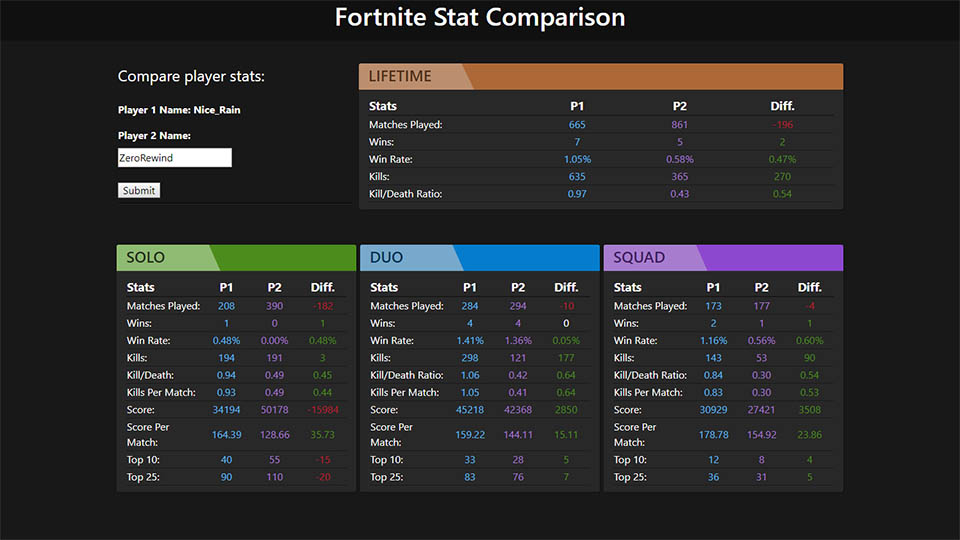 Fortnite Stat Comparison
Compare player stats:
Player 1 Name: Nice_Rain
Player 2 Name:
ZeroRewind
Submit
LIFETIME
Stats P1 P2 Diff.
Matches Played: 665 861 -196
Wins: 7 5 2
Win Rate: 1.05% 0.58% 0.47%
Kills: 635 365 270
Kill/Death Ratio: 0.97 0.43 0.54
SOLO
Stats P1 P2 Diff.
Matches Played: 208 390 -182
Wins: 1 0 1
Win Rate: 0.48% 0.00% 0.48%
Kills: 194 191 3
Kill/Death: 0.94 0.49 0.45
Kills Per Match: 0.93 0.49 0.44
Score: 34194 50178 -15984
Score Per
Match: 164.39 128.66 35.73
Top 10: 40 55 -15
Top 25: 90 110 -20
DUO
Stats P1 P2 Diff.
Matches Played: 284 294 -10
Wins: 4 4 0
Win Rate: 1.41% 1.36% 0.05%
Kills: 298 121 177
Kill/Death Ratio: 1.06 0.42 0.64
Kills Per Match: 1.05 0.41 0.64
Score: 45218 42368 2850
Score Per
Match: 159.22 144.11 15.11
Top 10: 33 28 5
Top 25: 83 76 7
SQUAD
Stats P1 P2 Diff.
Matches Played: 173 177 -4
Wins: 2 1 1
Win Rate: 1.16% 0.56% 0.60%
Kills: 143 53 90
Kill/Death Ratio: 0.84 0.30 0.54
Kills Per Match: 0.83 0.30 0.53
Score: 30929 27421 3508
Score Per
Match: 178.78 154.92 23.86
Top 10: 12 8 4
Top 25: 36 31 5